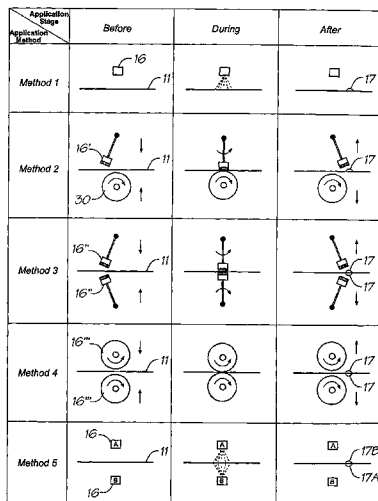 Application Stage
Application Method
Before
During
After
Method 1
16
11
17
Method 2
16'
11
30
17
Method 3
16"
11
16"
17
17
Method 4
16'''
11
16'''
17
17
Method 5
16
A
11
B
16
A
B
A
17B
B
17A